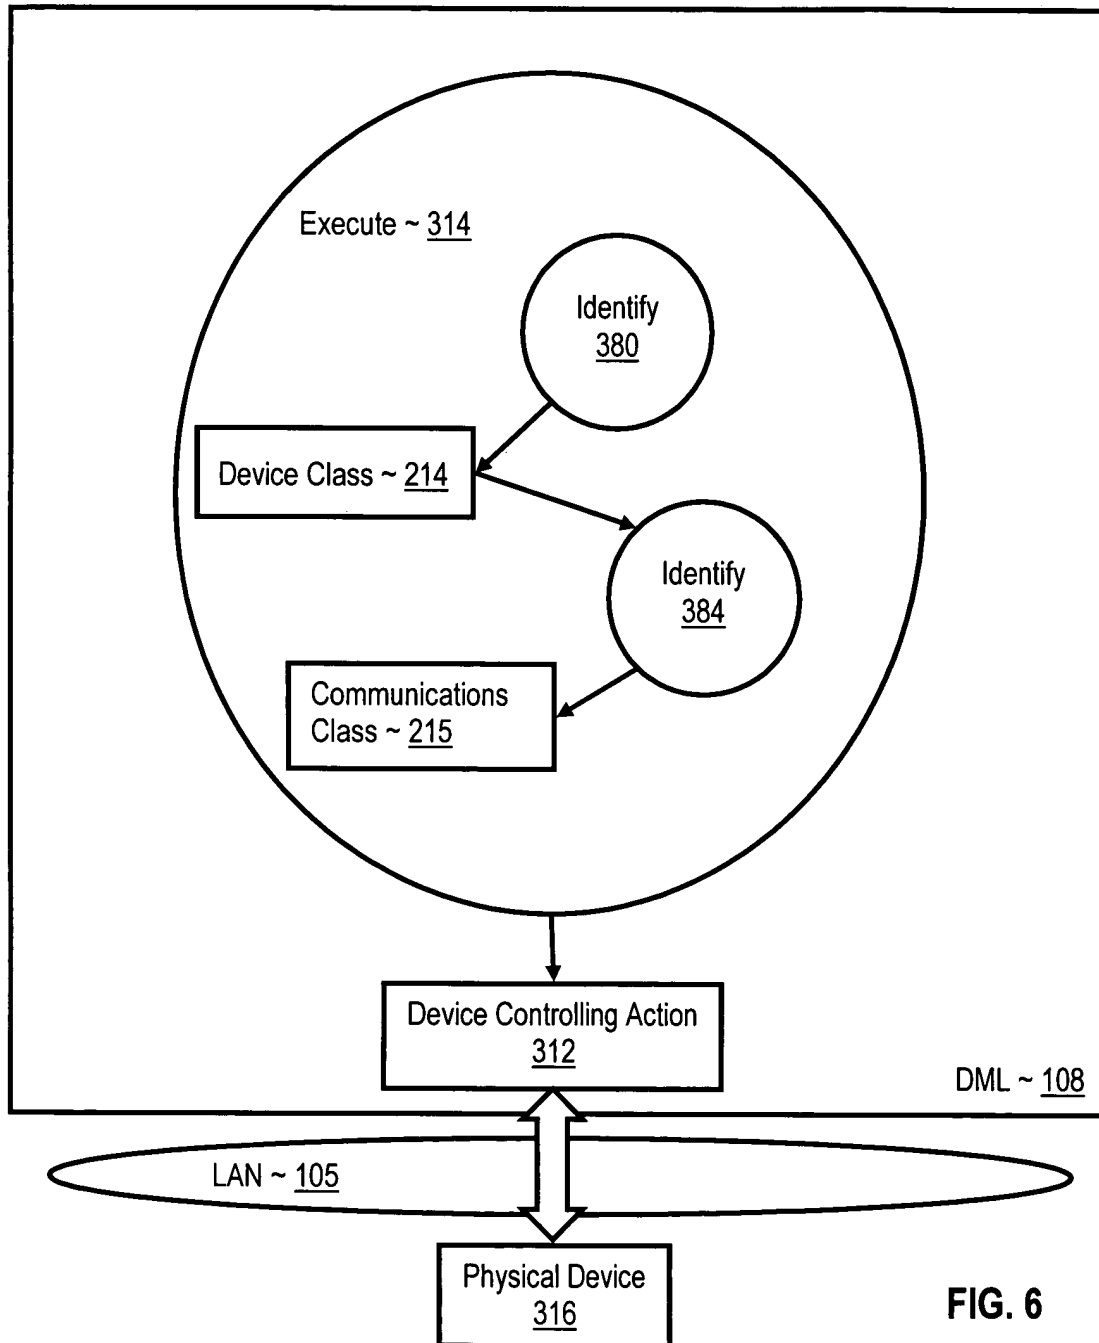 Execute ~ 314
Identify
380
Device Class ~ 214
Identify
384
Communications
Class ~ 215
Device Controlling Action
312
DML ~ 108
LAN ~ 105
Physical Device
316
FIG. 6